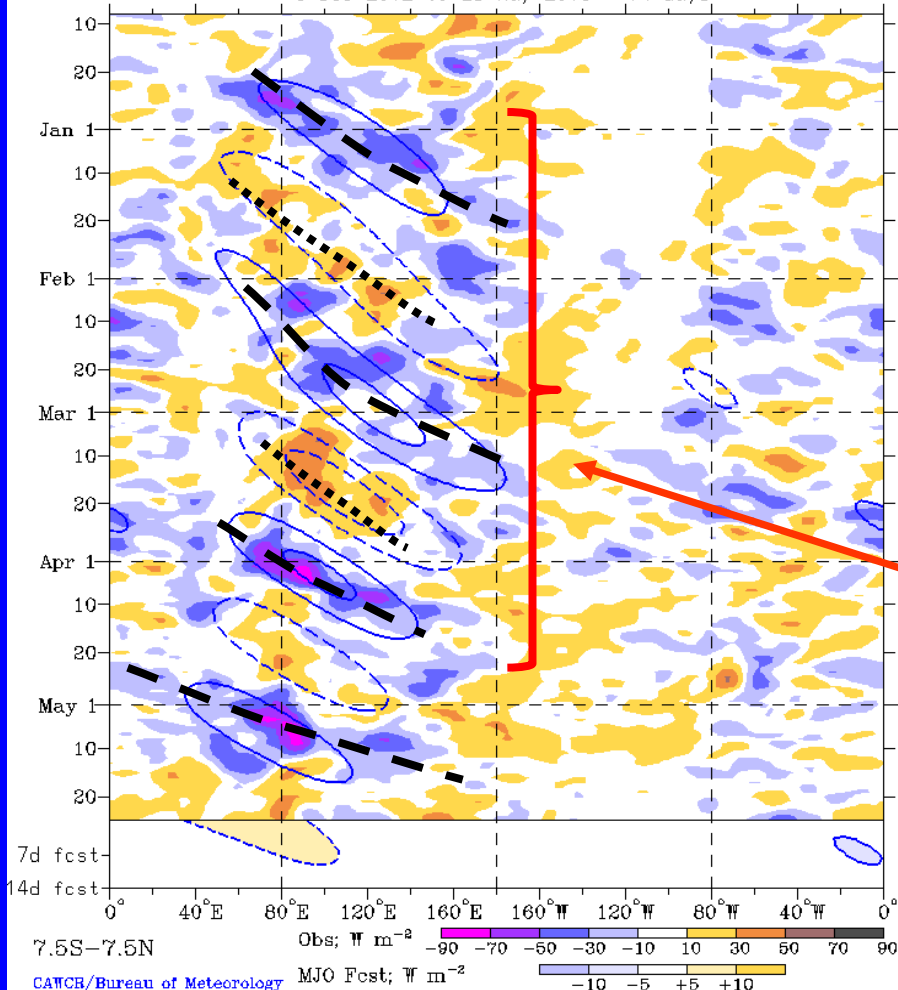 10
20
Jan 1
10
20
Feb 1
10
20
Mar 1
10
20
Apr 1
10
20
May 1
10
20
7d fcst
14d fcst
0° 40°E 80°E 120°E 160°E 160°W 120°W 80°W 40°W 0°
7.5S-7.5N
Obs; W m⁻²
-90 -70 -50 -30 -10 10 30 50 70 90
CAWCR/Bureau of Meteorology
MJO Fcst; W m⁻²
-10 -5 +5 +10